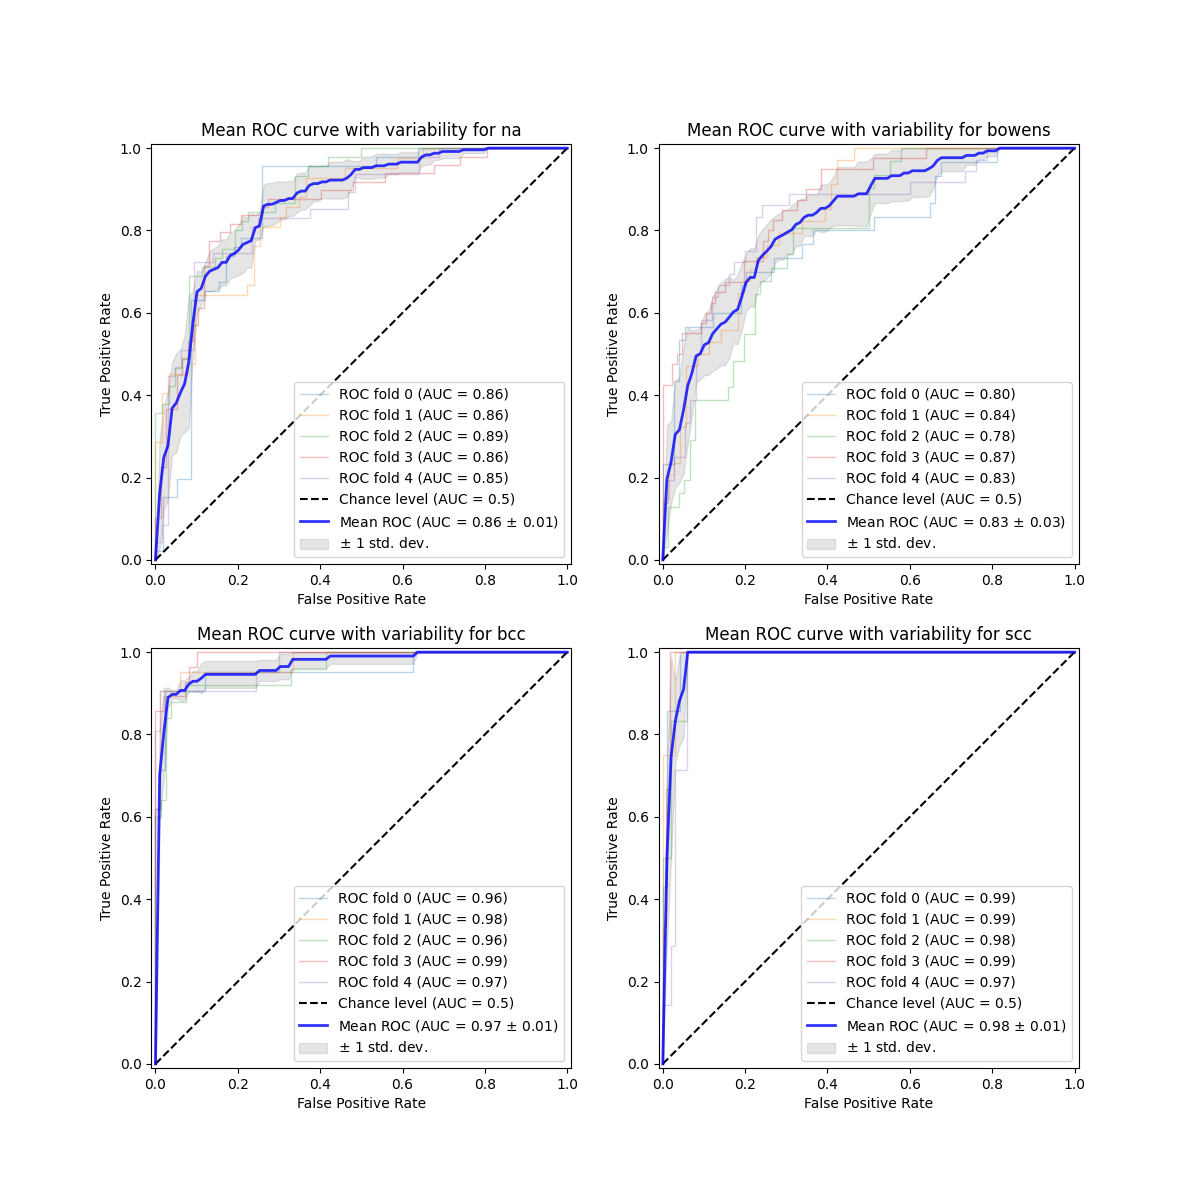 Mean ROC curve with variability for na
True Positive Rate
1.0
0.8
0.6
0.4
0.2
0.0
ROC fold 0 (AUC = 0.86)
ROC fold 1 (AUC = 0.86)
ROC fold 2 (AUC = 0.89)
ROC fold 3 (AUC = 0.86)
ROC fold 4 (AUC = 0.85)
Chance level (AUC = 0.5)
Mean ROC (AUC = 0.86 ± 0.01)
± 1 std. dev.
0.0 0.2 0.4 0.6 0.8 1.0
False Positive Rate
Mean ROC curve with variability for bowens
True Positive Rate
1.0
0.8
0.6
0.4
0.2
0.0
ROC fold 0 (AUC = 0.80)
ROC fold 1 (AUC = 0.84)
ROC fold 2 (AUC = 0.78)
ROC fold 3 (AUC = 0.87)
ROC fold 4 (AUC = 0.83)
Chance level (AUC = 0.5)
Mean ROC (AUC = 0.83 ± 0.03)
± 1 std. dev.
0.0 0.2 0.4 0.6 0.8 1.0
False Positive Rate
Mean ROC curve with variability for bcc
True Positive Rate
1.0
0.8
0.6
0.4
0.2
0.0
ROC fold 0 (AUC = 0.96)
ROC fold 1 (AUC = 0.98)
ROC fold 2 (AUC = 0.96)
ROC fold 3 (AUC = 0.99)
ROC fold 4 (AUC = 0.97)
Chance level (AUC = 0.5)
Mean ROC (AUC = 0.97 ± 0.01)
± 1 std. dev.
0.0 0.2 0.4 0.6 0.8 1.0
False Positive Rate
Mean ROC curve with variability for scc
True Positive Rate
1.0
0.8
0.6
0.4
0.2
0.0
ROC fold 0 (AUC = 0.99)
ROC fold 1 (AUC = 0.99)
ROC fold 2 (AUC = 0.98)
ROC fold 3 (AUC = 0.99)
ROC fold 4 (AUC = 0.97)
Chance level (AUC = 0.5)
Mean ROC (AUC = 0.98 ± 0.01)
± 1 std. dev.
0.0 0.2 0.4 0.6 0.8 1.0
False Positive Rate